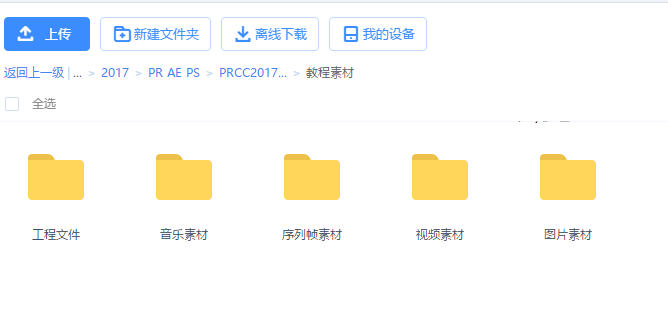 上传 新建文件夹 离线下载 我的设备
返回上一级 | ... > 2017 > PR AE PS > PRCC2017... > 教程素材
全选
工程文件 音乐素材 序列帧素材 视频素材 图片素材